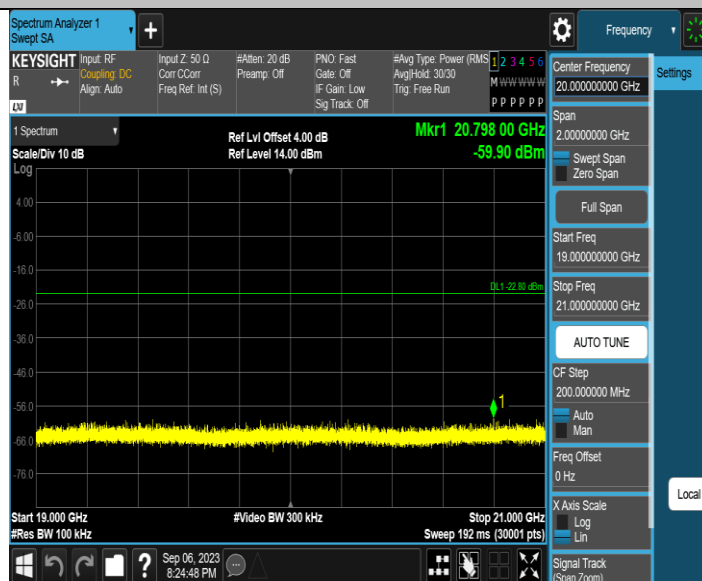 Spectrum Analyzer 1
Swept SA
+
Frequency
KEYSIGHT
R
LXI
Input: RF
Coupling: DC
Align: Auto
Input Z: 50 Ω
Corr CCorr
Freq Ref: Int (S)
#Atten: 20 dB
Preamp: Off
PNO: Fast
Gate: Off
IF Gain: Low
Sig Track: Off
#Avg Type: Power (RMS
Avg|Hold: 30/30
Trig: Free Run
1 2 3 4 5 6
M W W W W W
P P P P P P
1 Spectrum
Scale/Div 10 dB
Ref Lvl Offset 4.00 dB
Ref Level 14.00 dBm
Mkr1 20.798 00 GHz
-59.90 dBm
Log
4.00
-6.00
-16.0
DL1 -22.80 dBm
-26.0
-36.0
-46.0
-56.0
1
-66.0
-76.0
Start 19.000 GHz
#Video BW 300 kHz
Stop 21.000 GHz
#Res BW 100 kHz
Sweep 192 ms (30001 pts)
?
Sep 06, 2023
8:24:48 PM
Center Frequency
20.000000000 GHz
Settings
Span
2.00000000 GHz
Swept Span
Zero Span
Full Span
Start Freq
19.000000000 GHz
Stop Freq
21.000000000 GHz
AUTO TUNE
CF Step
200.000000 MHz
Auto
Man
Freq Offset
0 Hz
Local
X Axis Scale
Log
Lin
Signal Track
(Span Zoom)